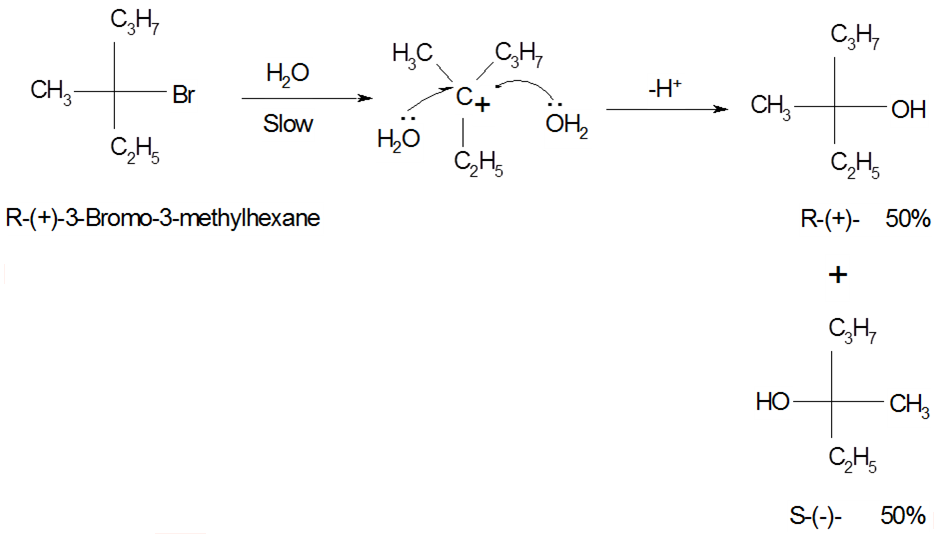 C₃H₇
CH₃ Br
C₂H₅
R-(+)-3-Bromo-3-methylhexane
H₂O
Slow
H₃C C₃H₇
C+
H₂O OH₂
C₂H₅
-H⁺
C₃H₇
CH₃ OH
C₂H₅
R-(+)- 50%
+
C₃H₇
HO CH₃
C₂H₅
S-(-)- 50%